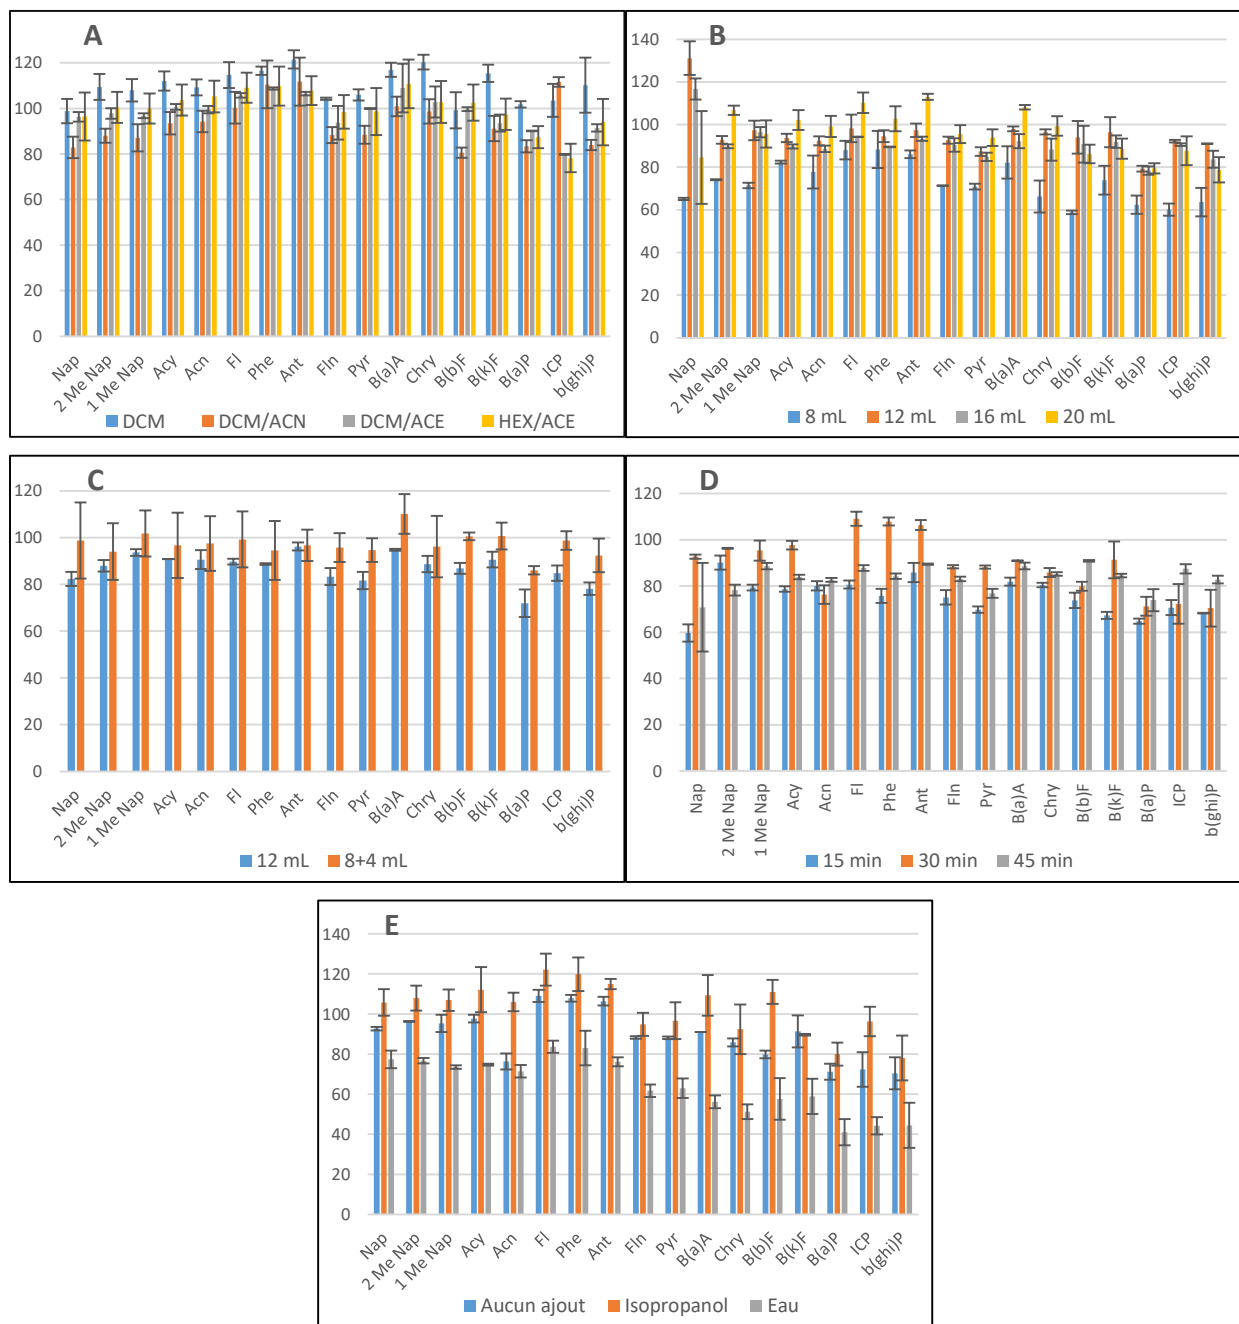 A
120
100
80
60
40
20
0
Nap
2 Me Nap
1 Me Nap
Acy
Acn
Fl
Phe
Ant
Fln
Pyr
B(a)A
Chry
B(b)F
B(k)F
B(a)P
ICP
b(ghi)P
DCM DCM/ACN DCM/ACE HEX/ACE
B
140
120
100
80
60
40
20
0
Nap
2 Me Nap
1 Me Nap
Acy
Acn
Fl
Phe
Ant
Fln
Pyr
B(a)A
Chry
B(b)F
B(k)F
B(a)P
ICP
b(ghi)P
8 mL 12 mL 16 mL 20 mL
C
120
100
80
60
40
20
0
Nap
2 Me Nap
1 Me Nap
Acy
Acn
Fl
Phe
Ant
Fln
Pyr
B(a)A
Chry
B(b)F
B(k)F
B(a)P
ICP
b(ghi)P
12 mL 8+4 mL
D
120
100
80
60
40
20
0
Nap
2 Me Nap
1 Me Nap
Acy
Acn
Fl
Phe
Ant
Fln
Pyr
B(a)A
Chry
B(b)F
B(k)F
B(a)P
ICP
b(ghi)P
15 min 30 min 45 min
E
140
120
100
80
60
40
20
0
Nap
2 Me Nap
1 Me Nap
Acy
Acn
Fl
Phe
Ant
Fln
Pyr
B(a)A
Chry
B(b)F
B(k)F
B(a)P
ICP
b(ghi)P
Aucun ajout Isopropanol Eau